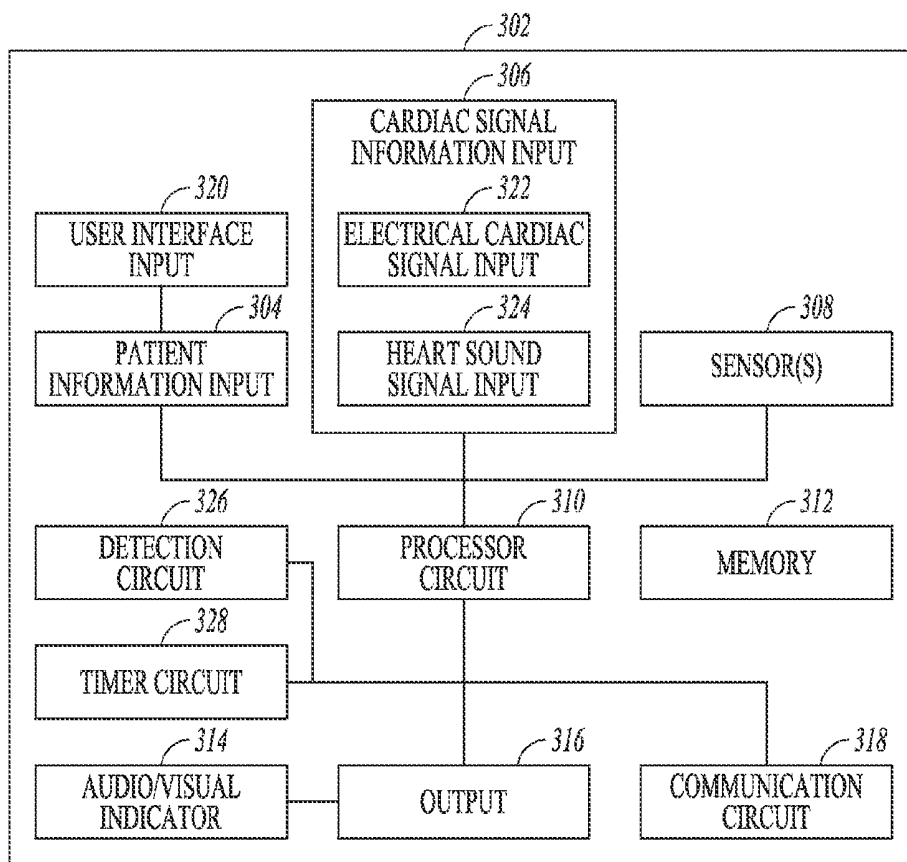 302
306
CARDIAC SIGNAL
INFORMATION INPUT
320
USER INTERFACE
INPUT
322
ELECTRICAL CARDIAC
SIGNAL INPUT
304
PATIENT
INFORMATION INPUT
324
HEART SOUND
SIGNAL INPUT
308
SENSOR(S)
326
DETECTION
CIRCUIT
310
PROCESSOR
CIRCUIT
312
MEMORY
328
TIMER CIRCUIT
314
AUDIO/VISUAL
INDICATOR
316
OUTPUT
318
COMMUNICATION
CIRCUIT